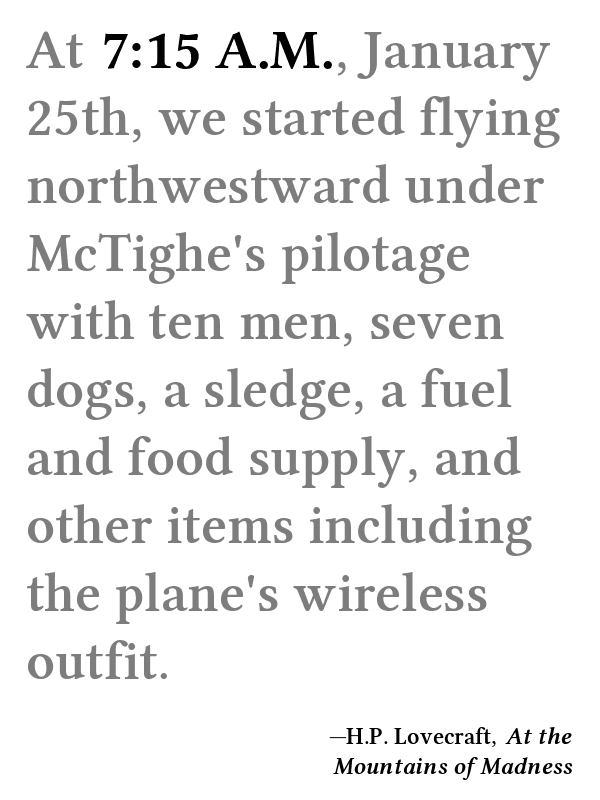 At 7:15 A.M., January
25th, we started flying
northwestward under
McTighe's pilotage
with ten men, seven
dogs, a sledge, a fuel
and food supply, and
other items including
the plane's wireless
outfit.
—H.P. Lovecraft, At the
Mountains of Madness